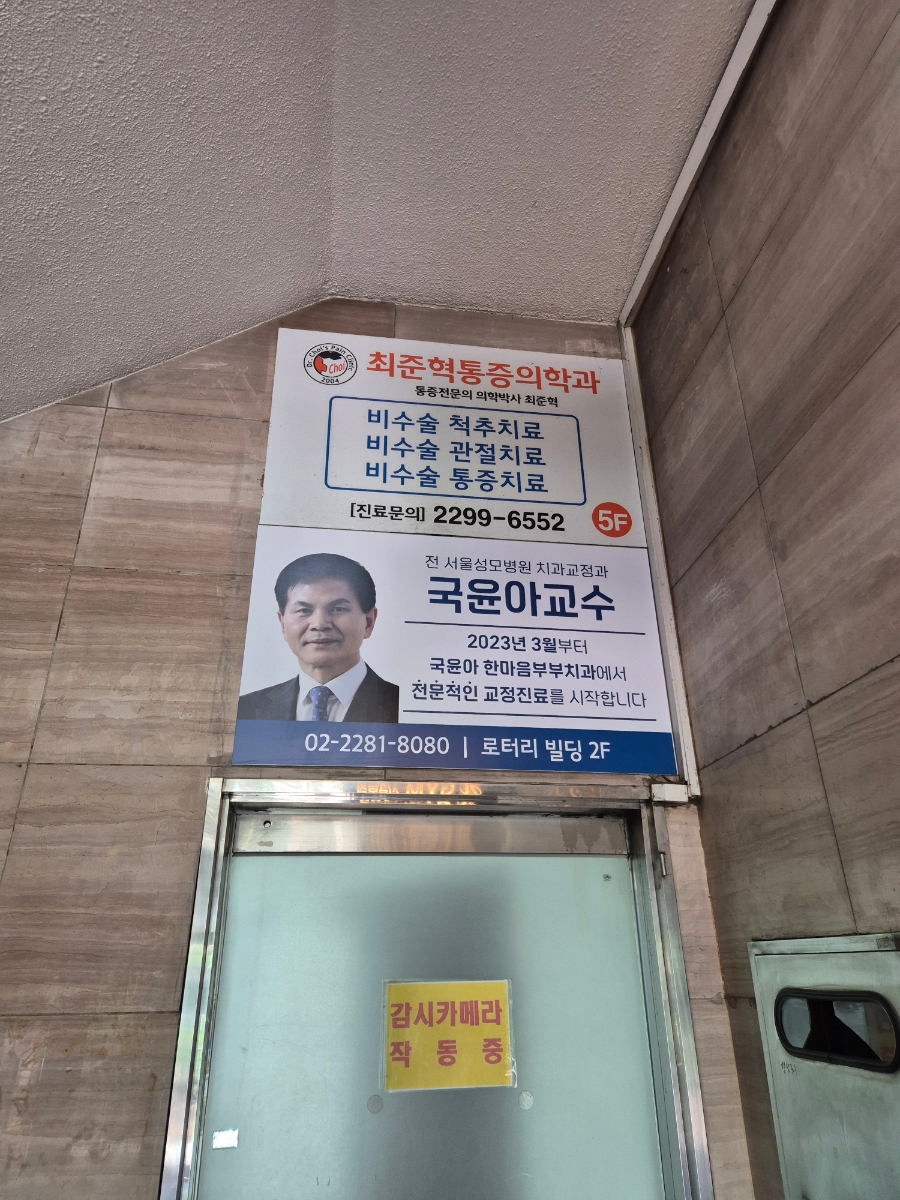 Dr. Choi's Pain Clinic
Choi
2004
최준혁통증의학과
통증전문의 의학박사 최준혁
비수술 척추치료
비수술 관절치료
비수술 통증치료
[진료문의] 2299-6552
5F
전 서울성모병원 치과교정과
국윤아교수
2023년 3월부터
국윤아 한마음부부치과에서
전문적인 교정진료를 시작합니다
02-2281-8080 | 로터리 빌딩 2F
감시카메라
작 동 중